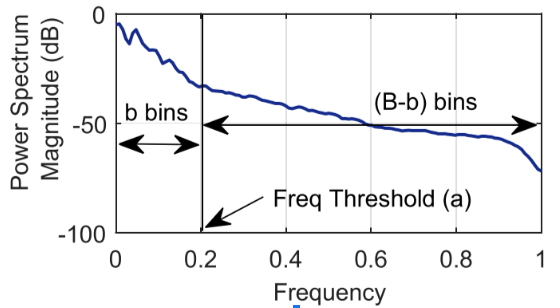 Power Spectrum
Magnitude (dB)
0
-50
-100
b bins
(B-b) bins
Freq Threshold (a)
0
0.2
0.4
0.6
0.8
1
Frequency